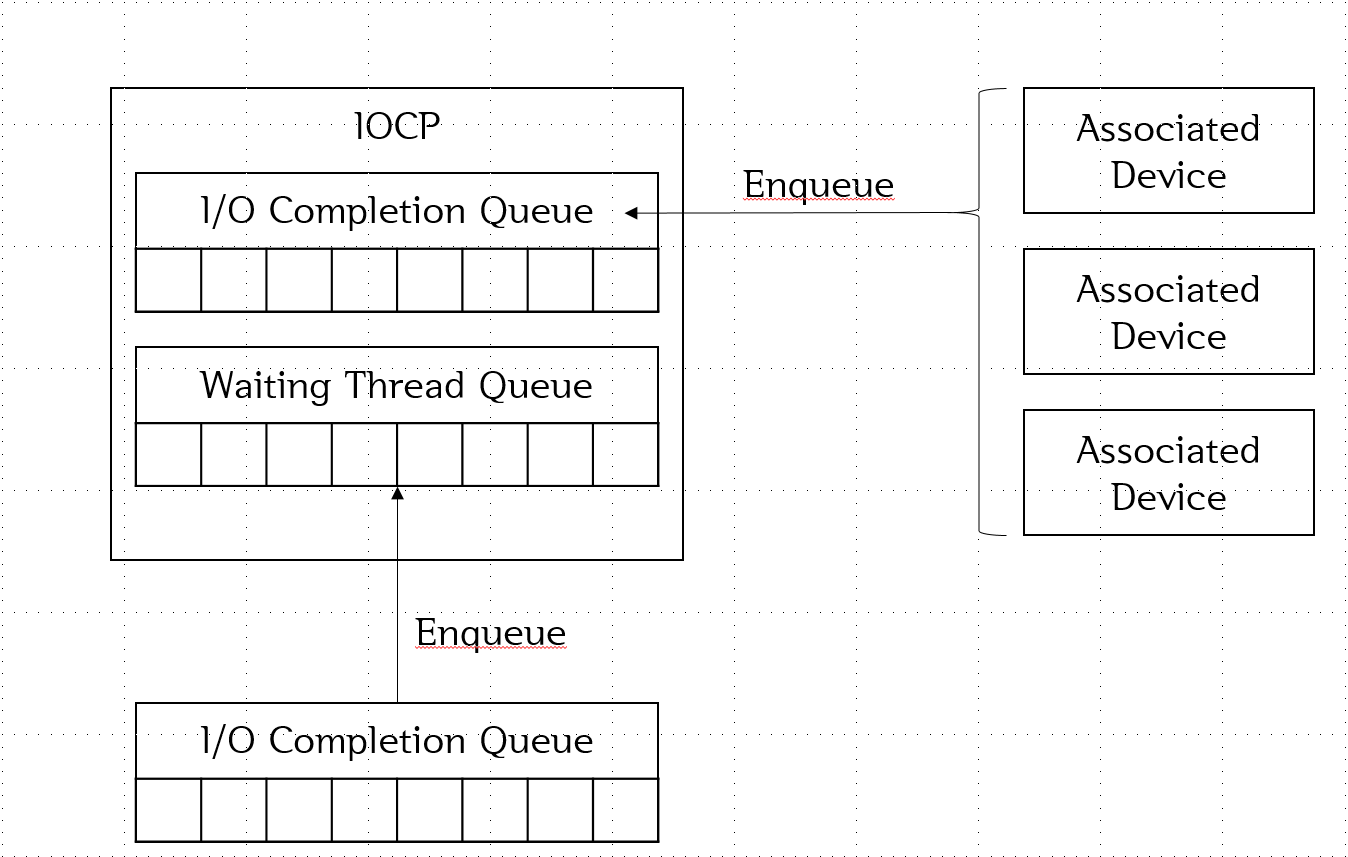 IOCP
I/O Completion Queue
Enqueue
Associated
Device
Associated
Device
Waiting Thread Queue
Associated
Device
Enqueue
I/O Completion Queue